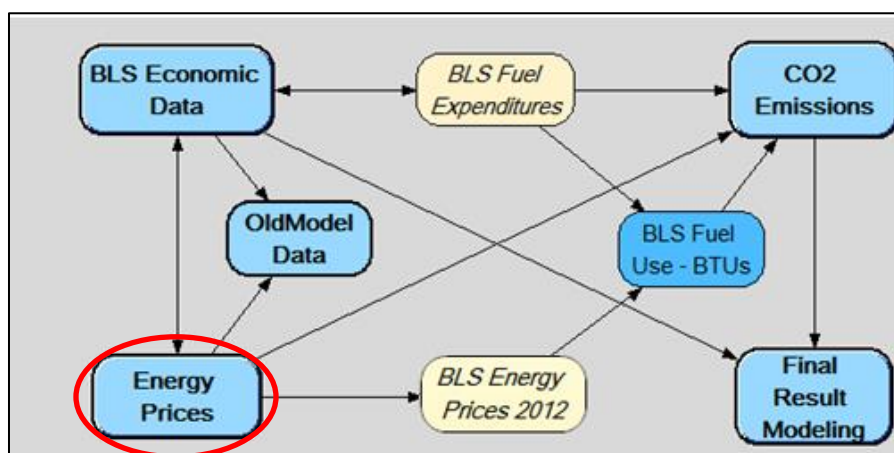 BLS Economic
Data
BLS Fuel
Expenditures
CO2
Emissions
OldModel
Data
BLS Fuel
Use - BTUs
Energy
Prices
BLS Energy
Prices 2012
Final
Result
Modeling